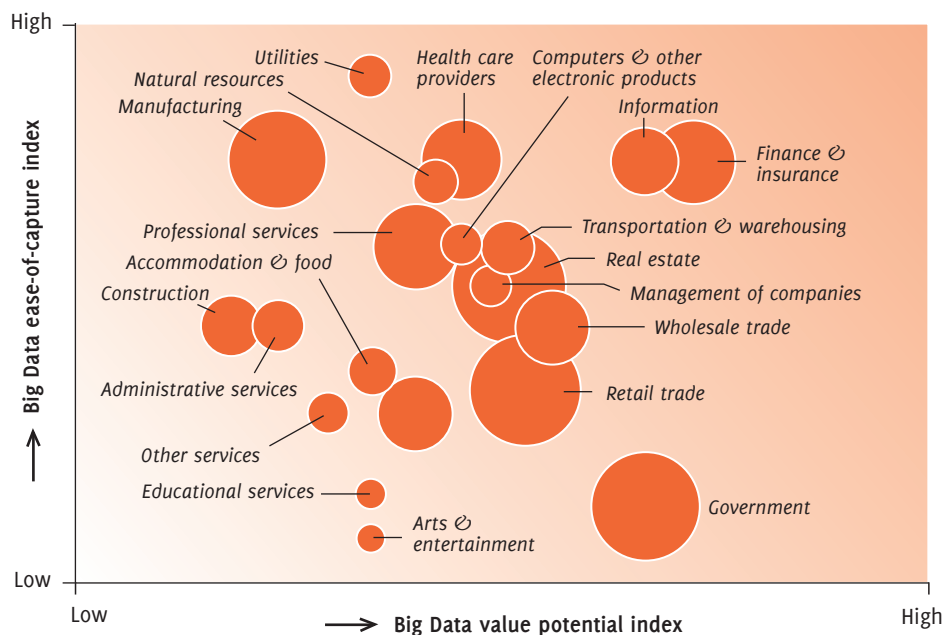 High
Utilities
Health care
providers
Computers & other
electronic products
Natural resources
Manufacturing
Information
Finance &
insurance
Professional services
Transportation & warehousing
Accommodation & food
Real estate
Construction
Management of companies
Wholesale trade
Administrative services
Retail trade
Other services
Educational services
Government
Arts &
entertainment
Big Data ease-of-capture index
Low
Low
Big Data value potential index
High